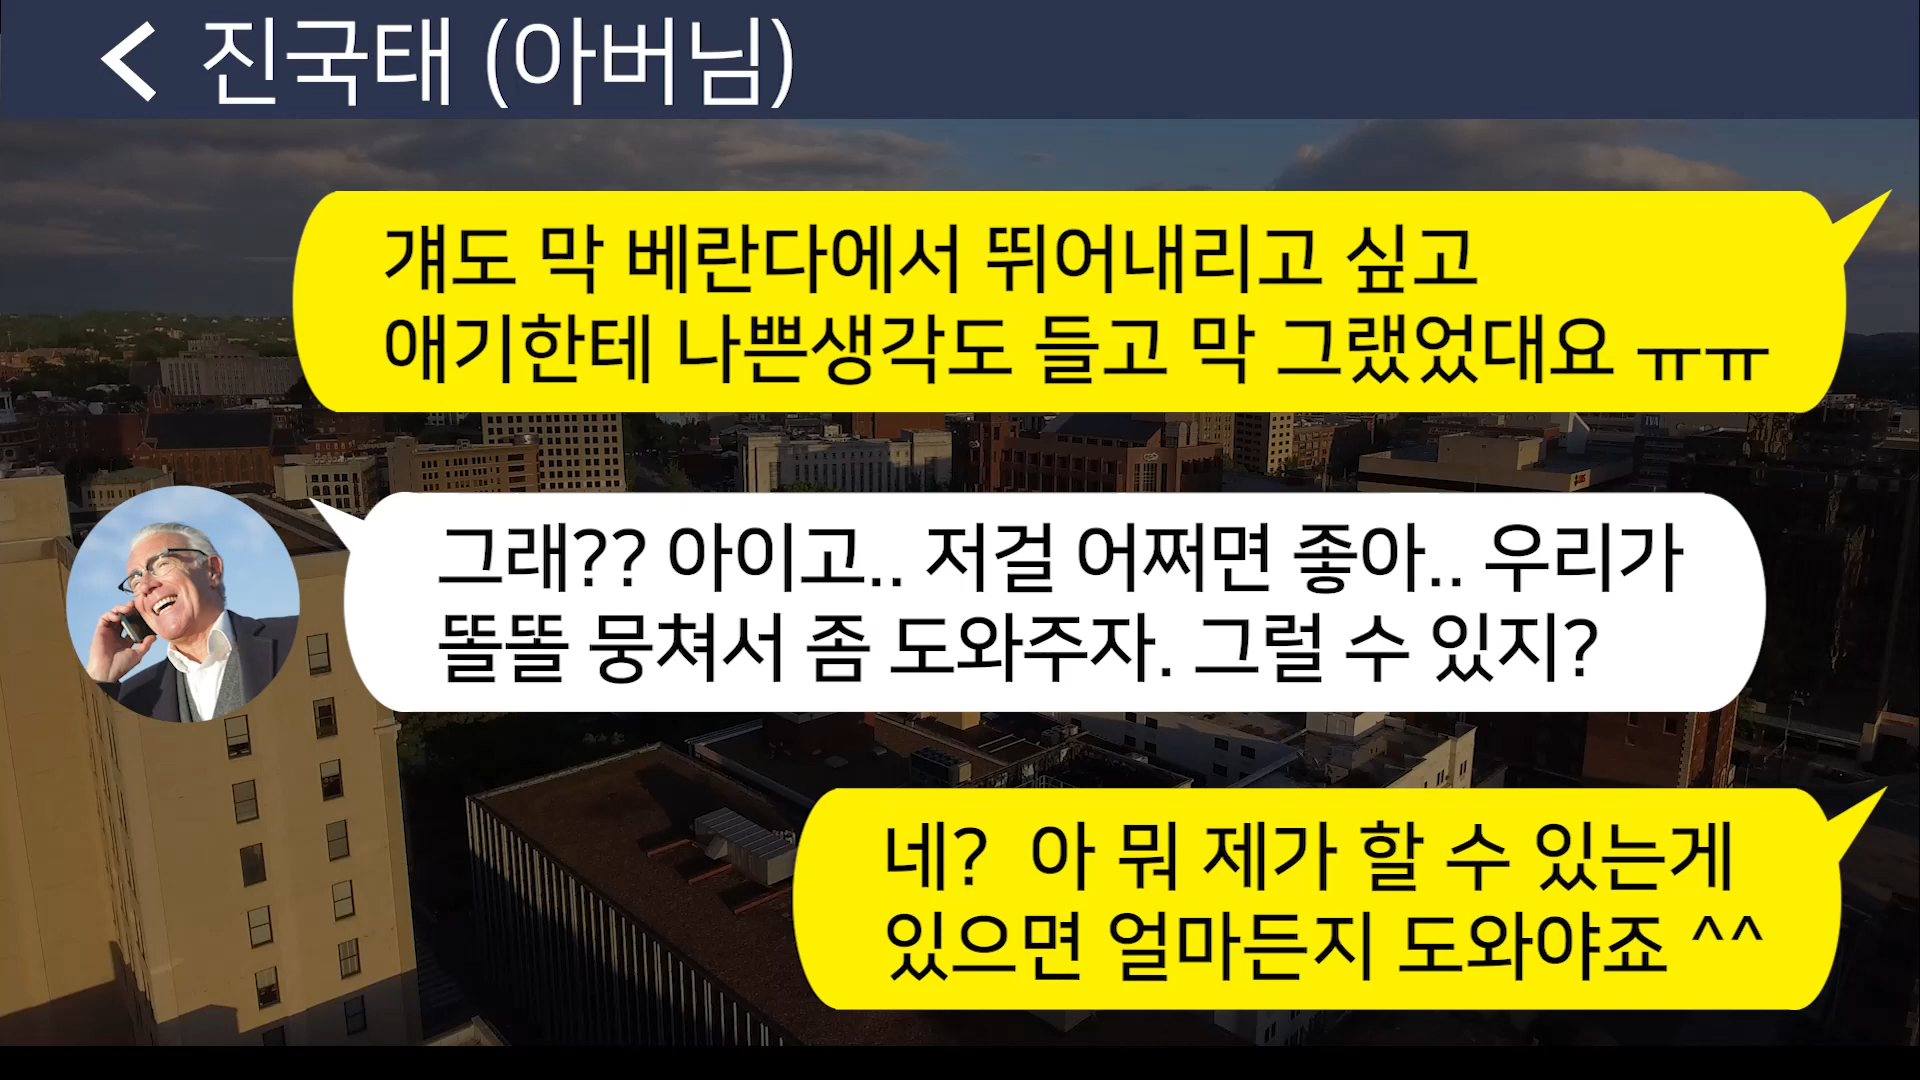 진국태 (아버님)
걔도 막 베란다에서 뛰어내리고 싶고
애기한테 나쁜생각도 들고 막 그랬었대요 ㅠㅠ
그래?? 아이고.. 저걸 어쩌면 좋아.. 우리가
똘똘 뭉쳐서 좀 도와주자. 그럴 수 있지?
네? 아 뭐 제가 할 수 있는게
있으면 얼마든지 도와야죠 ^^